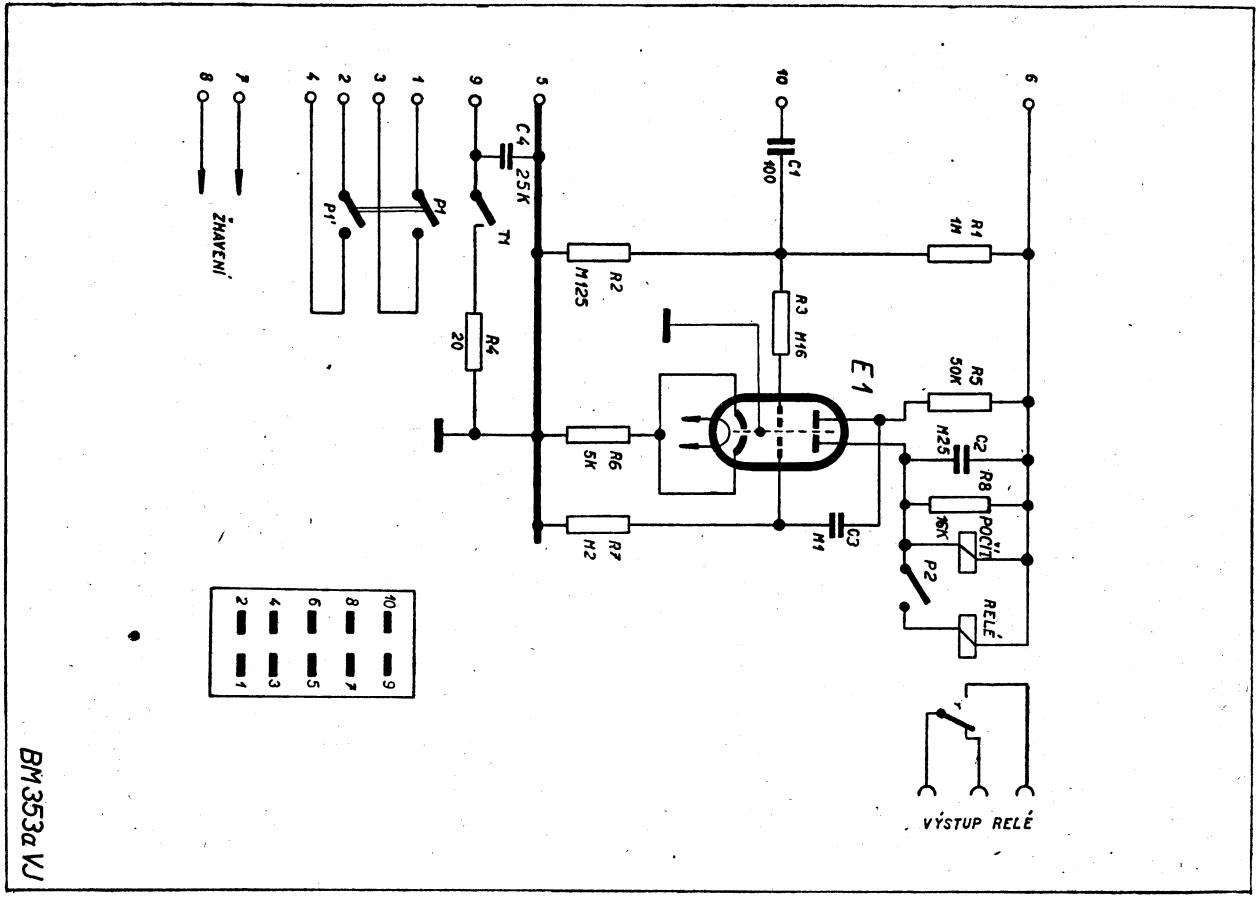 6
10
5
9
1
3
2
4
7
8
C1
100
C4
25K
R1
1M
P1
P1'
T1
ŽHAVENÍ
R2
M125
R3
M16
R4
20
E1
R5
50K
C2
M25
R8
16K
POČÍT.
P2
RELÉ
R6
5K
R7
M2
C3
M1
r
VÝSTUP RELÉ
10
8
6
4
2
9
7
5
3
1
BM353a VJ